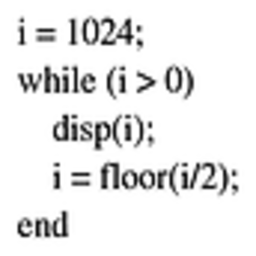 i = 1024;
while (i > 0)
disp(i);
i = floor(i/2);
end